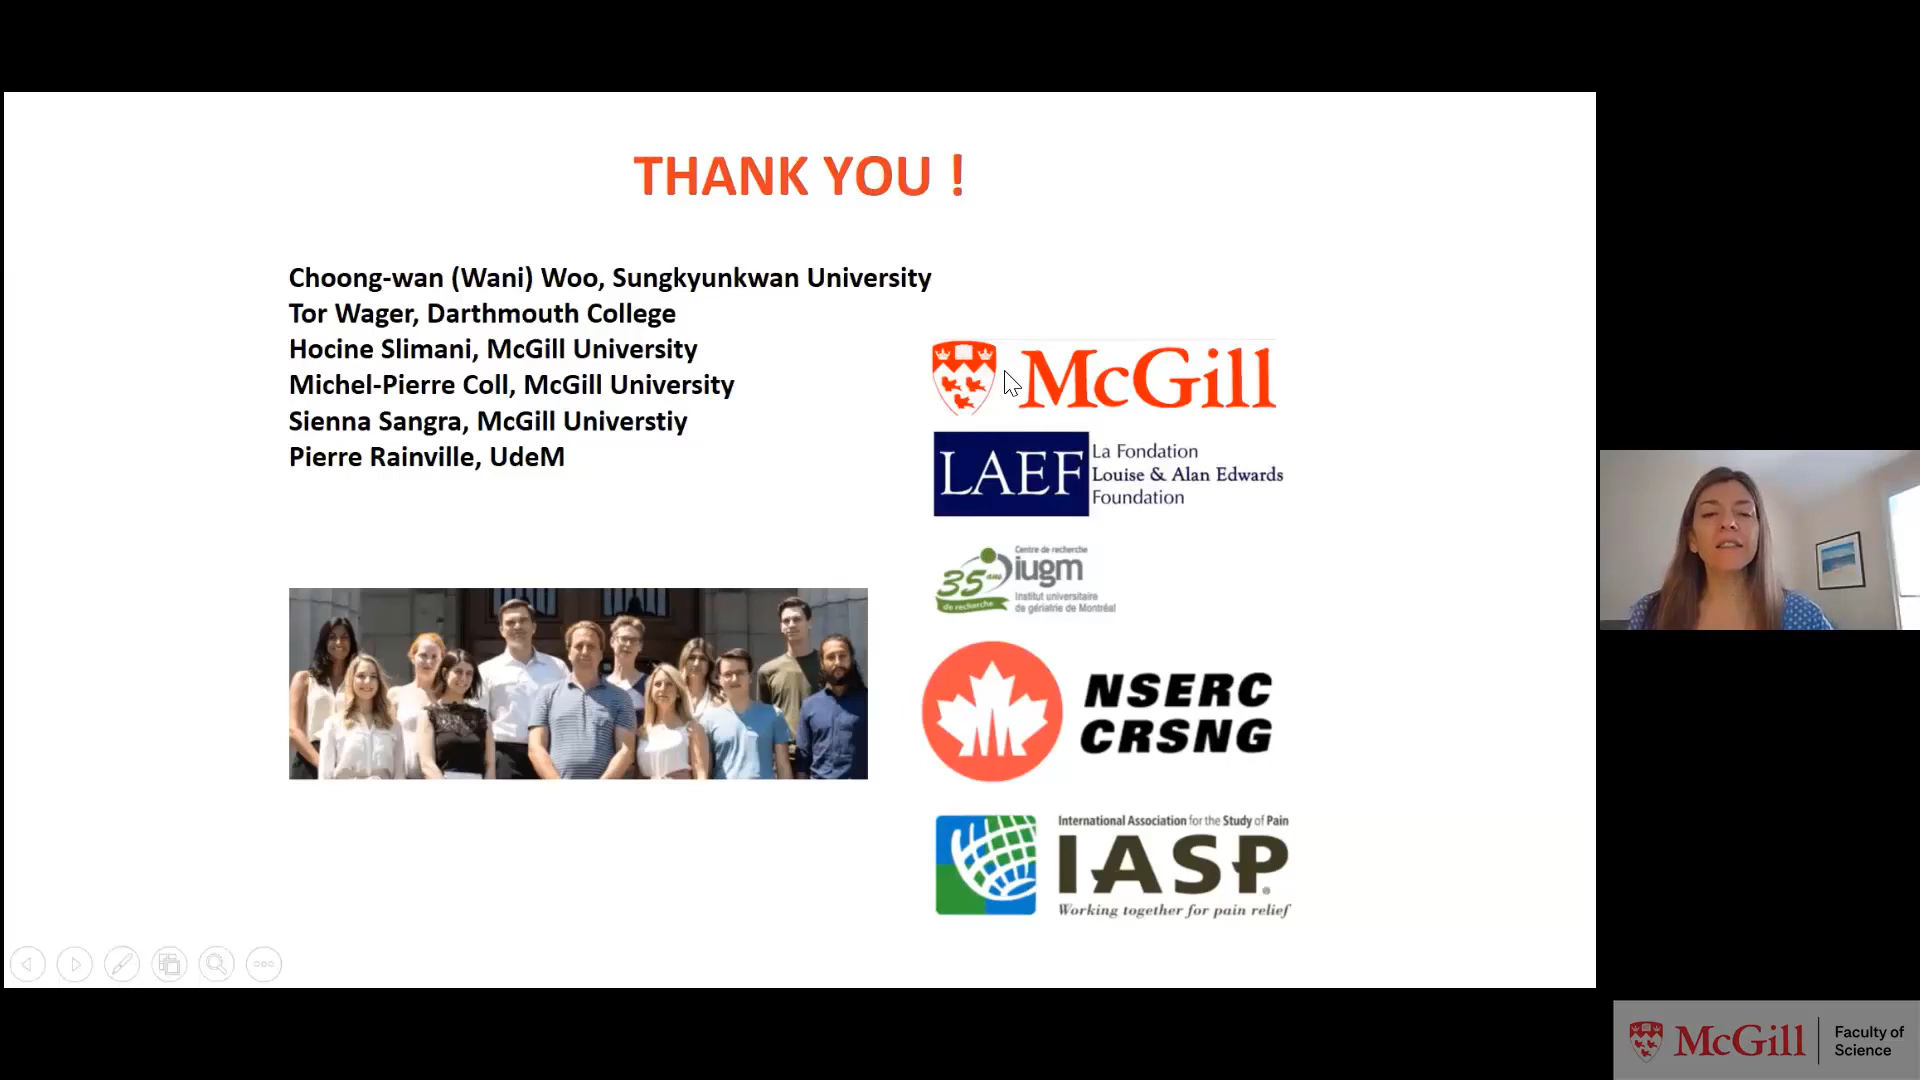 THANK YOU !
Choong-wan (Wani) Woo, Sungkyunkwan University
Tor Wager, Darthmouth College
Hocine Slimani, McGill University
Michel-Pierre Coll, McGill University
Sienna Sangra, McGill Universtiy
Pierre Rainville, UdeM
McGill
LAEF
La Fondation
Louise & Alan Edwards
Foundation
35 ans
de recherche
Centre de recherche
iugm
Institut universitaire
de gériatrie de Montréal
NSERC
CRSNG
International Association for the Study of Pain
IASP
Working together for pain relief
McGill
Faculty of
Science